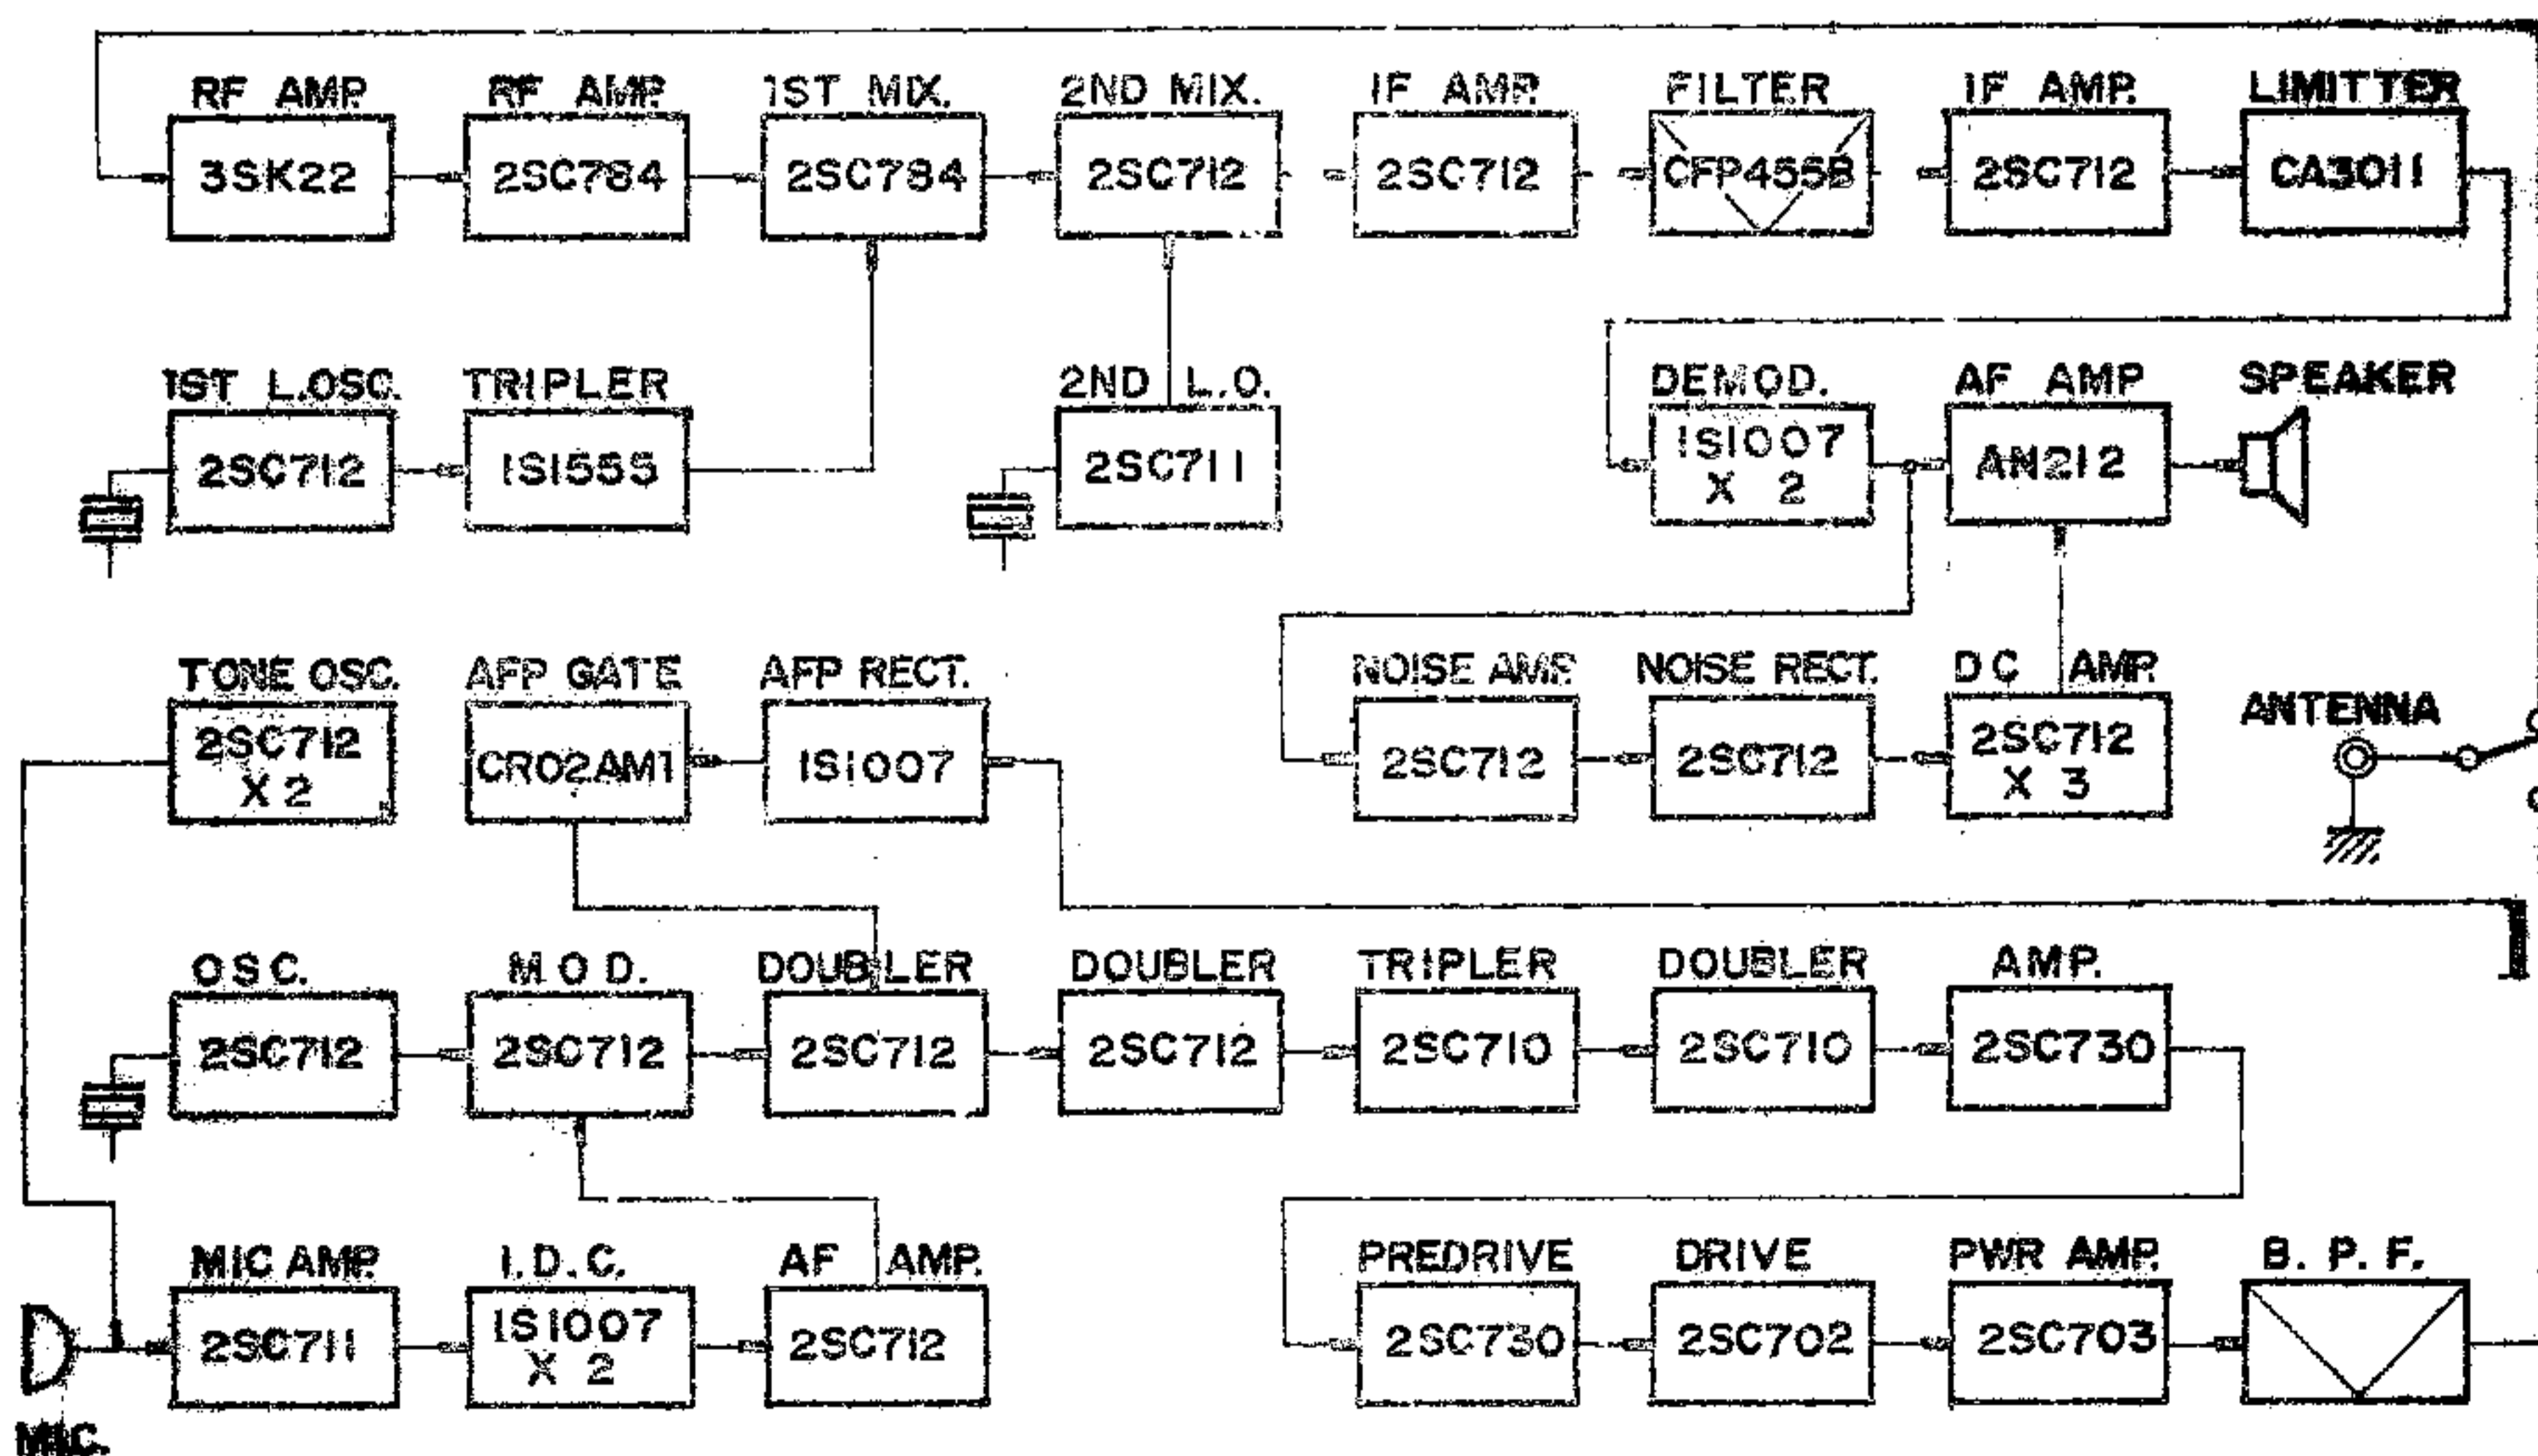 RF AMP.
RF AMP.
1ST MIX.
2ND MIX.
IF AMP.
FILTER
IF AMP.
LIMITTER
3SK22
2SC784
2SC784
2SC712
2SC712
CFP455B
2SC712
CA3011
1ST L.OSC.
TRIPLER
2ND L.O.
DEMOD.
AF AMP
SPEAKER
2SC712
1S1555
2SC711
1S1007
X 2
AN212
TONE OSC.
AFP GATE
AFP RECT.
NOISE AMP.
NOISE RECT.
DC AMP.
ANTENNA
2SC712
X 2
CR02AM1
1S1007
2SC712
2SC712
2SC712
X 3
OSC.
MOD.
DOUBLER
DOUBLER
TRIPLER
DOUBLER
AMP.
2SC712
2SC712
2SC712
2SC712
2SC710
2SC710
2SC730
MIC AMP.
I.D.C.
AF AMP.
PREDRIVE
DRIVE
PWR AMP.
B. P. F.
2SC711
1S1007
X 2
2SC712
2SC730
2SC702
2SC703
MIC.